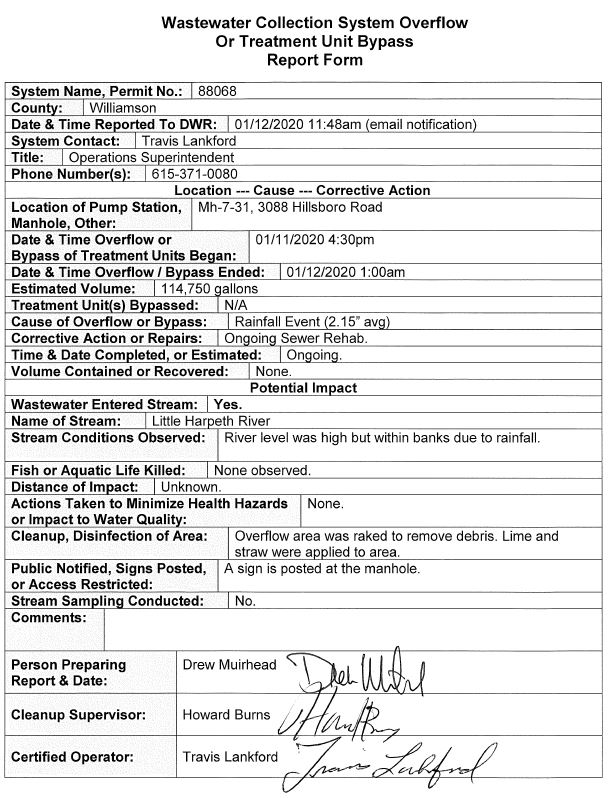 Wastewater Collection System Overflow
Or Treatment Unit Bypass
Report Form
System Name, Permit No.: 88068
County: Williamson
Date & Time Reported To DWR: 01/12/2020 11:48am (email notification)
System Contact: Travis Lankford
Title: Operations Superintendent
Phone Number(s): 615-371-0080
Location --- Cause --- Corrective Action
Location of Pump Station, Mh-7-31, 3088 Hillsboro Road
Manhole, Other:
Date & Time Overflow or 01/11/2020 4:30pm
Bypass of Treatment Units Began:
Date & Time Overflow / Bypass Ended: 01/12/2020 1:00am
Estimated Volume: 114,750 gallons
Treatment Unit(s) Bypassed: N/A
Cause of Overflow or Bypass: Rainfall Event (2.15" avg)
Corrective Action or Repairs: Ongoing Sewer Rehab.
Time & Date Completed, or Estimated: Ongoing.
Volume Contained or Recovered: None.
Potential Impact
Wastewater Entered Stream: Yes.
Name of Stream: Little Harpeth River
Stream Conditions Observed: River level was high but within banks due to rainfall.
Fish or Aquatic Life Killed: None observed.
Distance of Impact: Unknown.
Actions Taken to Minimize Health Hazards None.
or Impact to Water Quality:
Cleanup, Disinfection of Area: Overflow area was raked to remove debris. Lime and
straw were applied to area.
Public Notified, Signs Posted, A sign is posted at the manhole.
or Access Restricted:
Stream Sampling Conducted: No.
Comments:
Person Preparing Drew Muirhead
Report & Date:
Cleanup Supervisor: Howard Burns
Certified Operator: Travis Lankford Travis Lankford